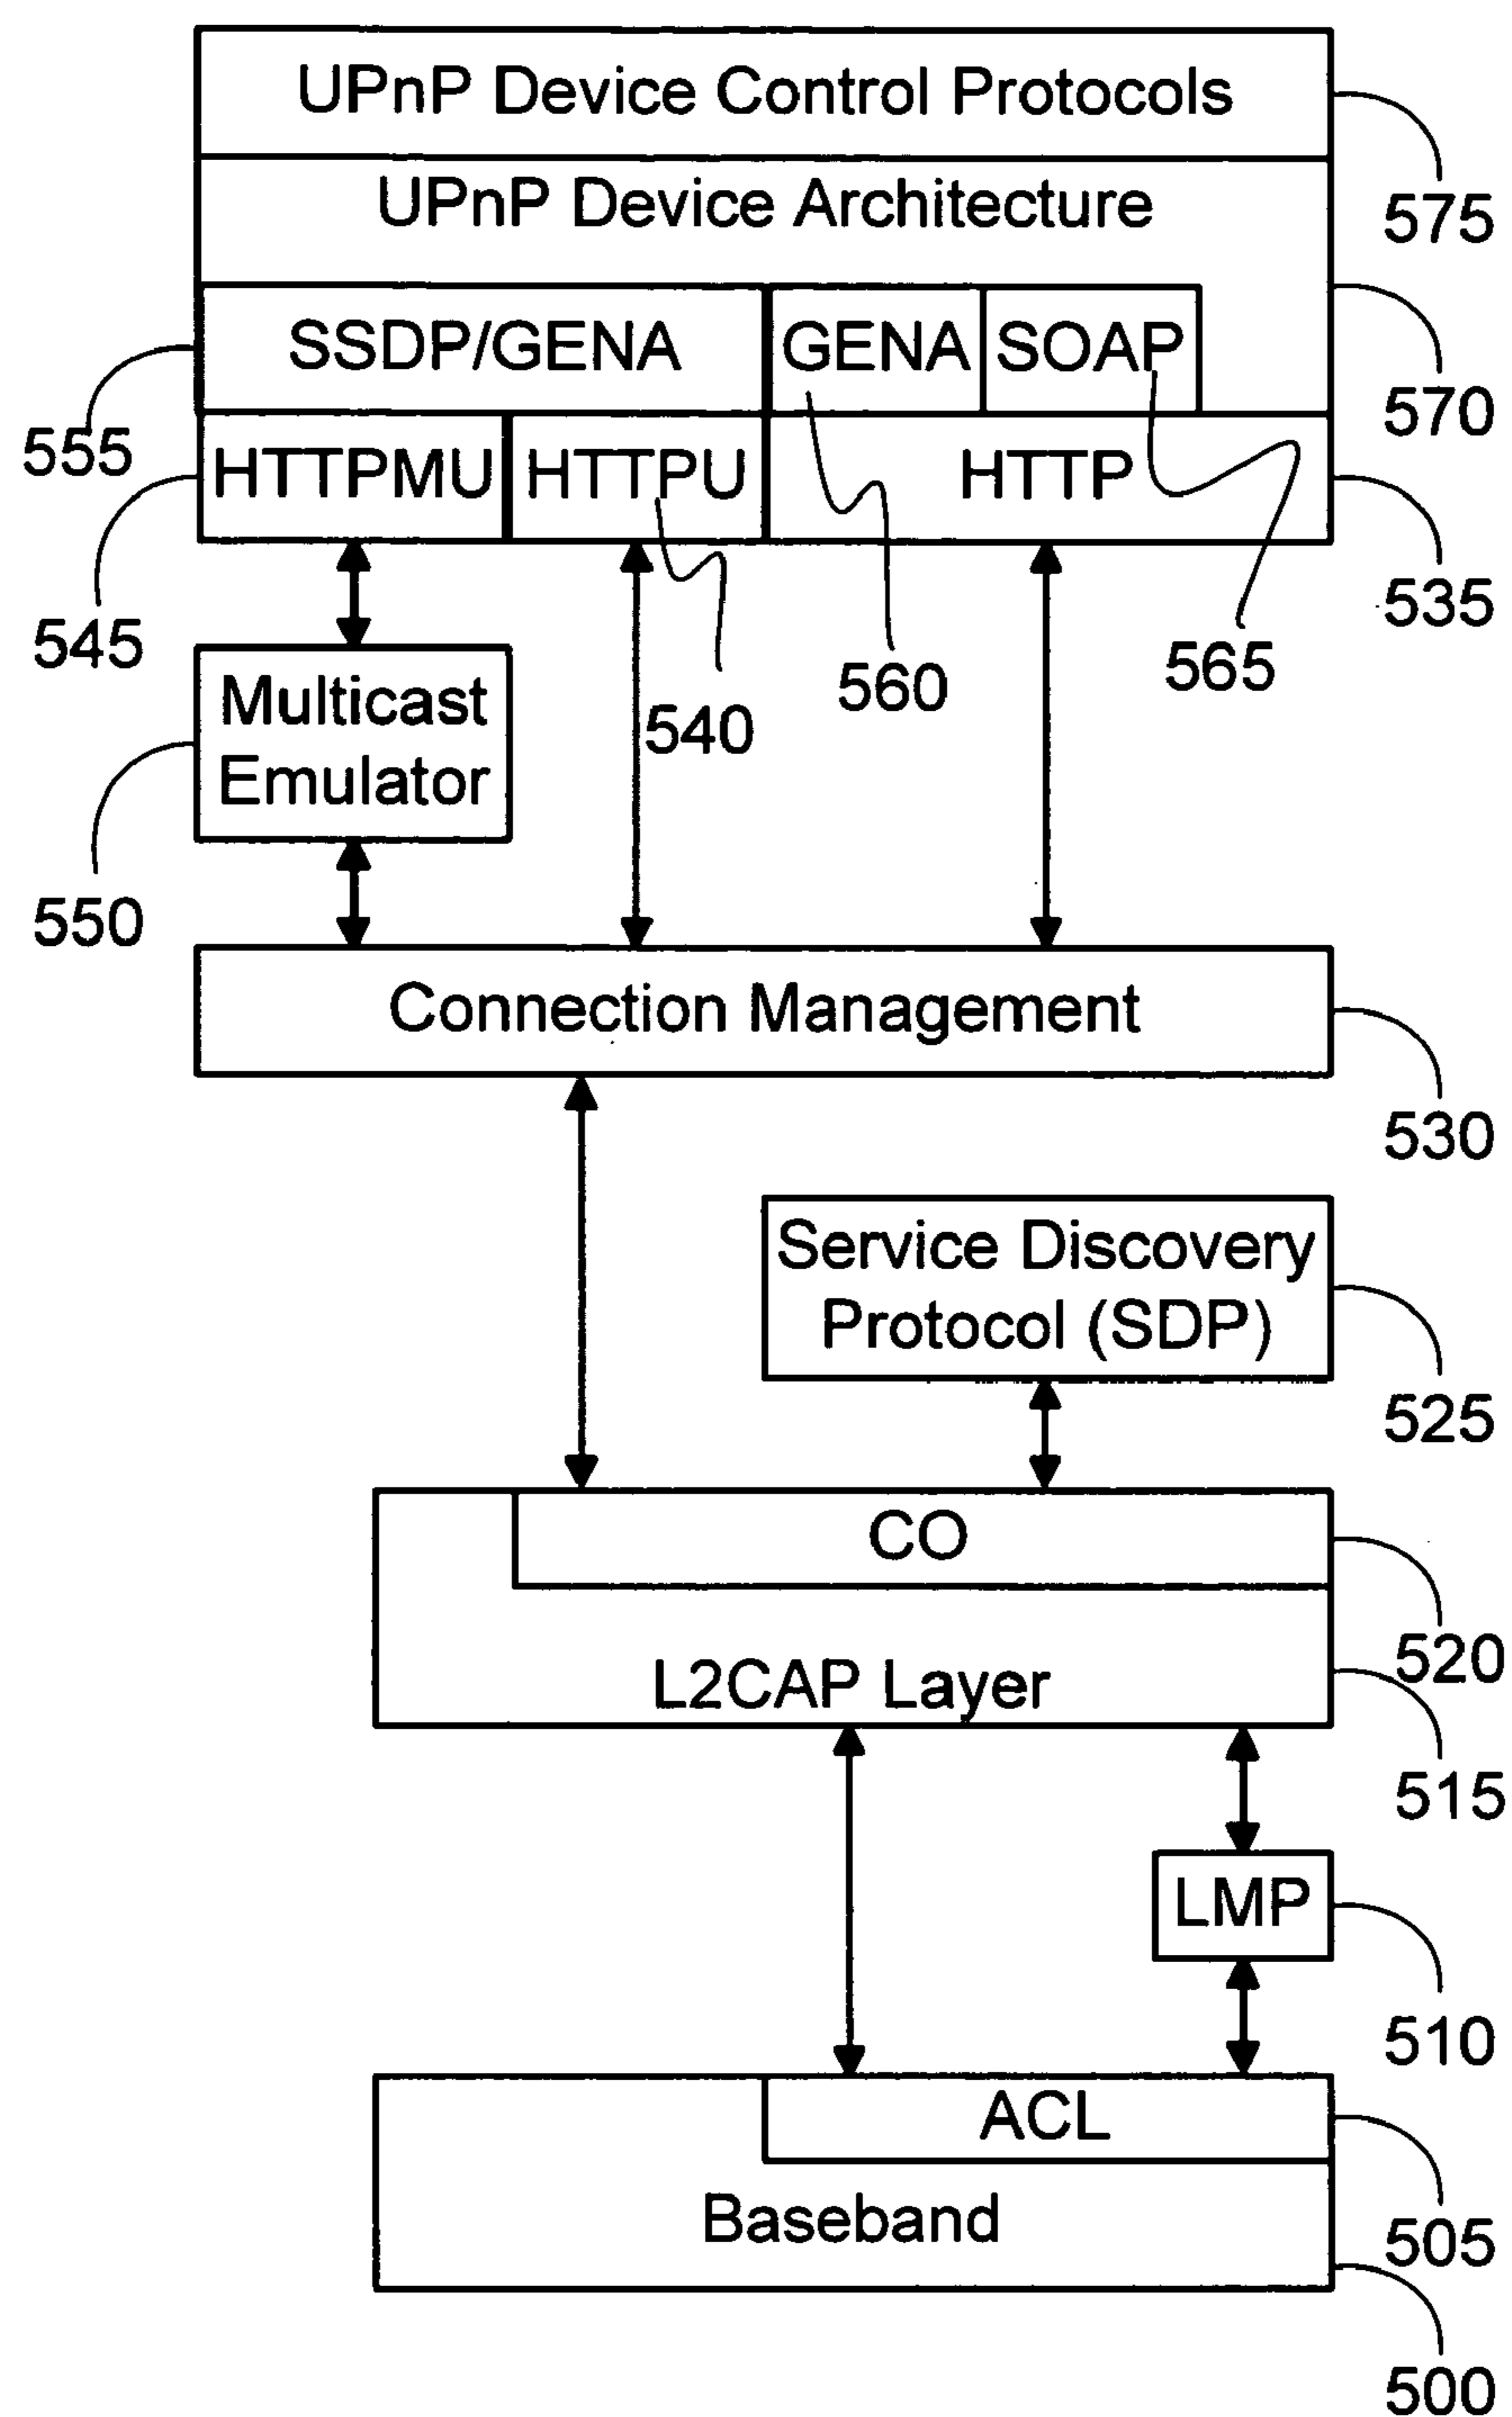 UPnP Device Control Protocols
575
UPnP Device Architecture
570
SSDP/GENA
GENA
SOAP
555
HTTPMU
HTTPU
HTTP
535
545
560
565
540
Multicast
Emulator
550
Connection Management
530
Service Discovery
Protocol (SDP)
525
CO
520
L2CAP Layer
515
LMP
510
ACL
505
Baseband
500